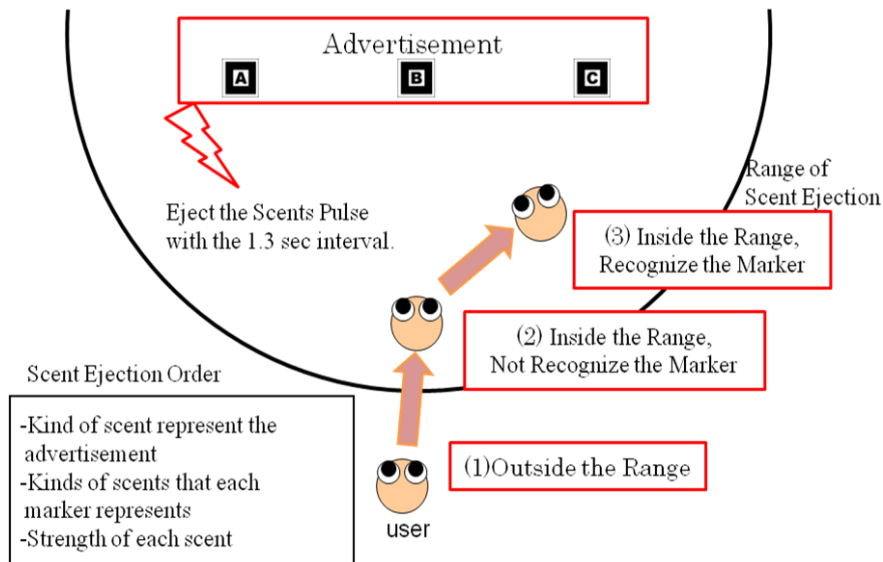 Advertisement
A B C
Range of
Scent Ejection
Eject the Scents Pulse
with the 1.3 sec interval.
(3) Inside the Range,
Recognize the Marker
(2) Inside the Range,
Not Recognize the Marker
Scent Ejection Order
-Kind of scent represent the
advertisement
-Kinds of scents that each
marker represents
-Strength of each scent
(1)Outside the Range
user